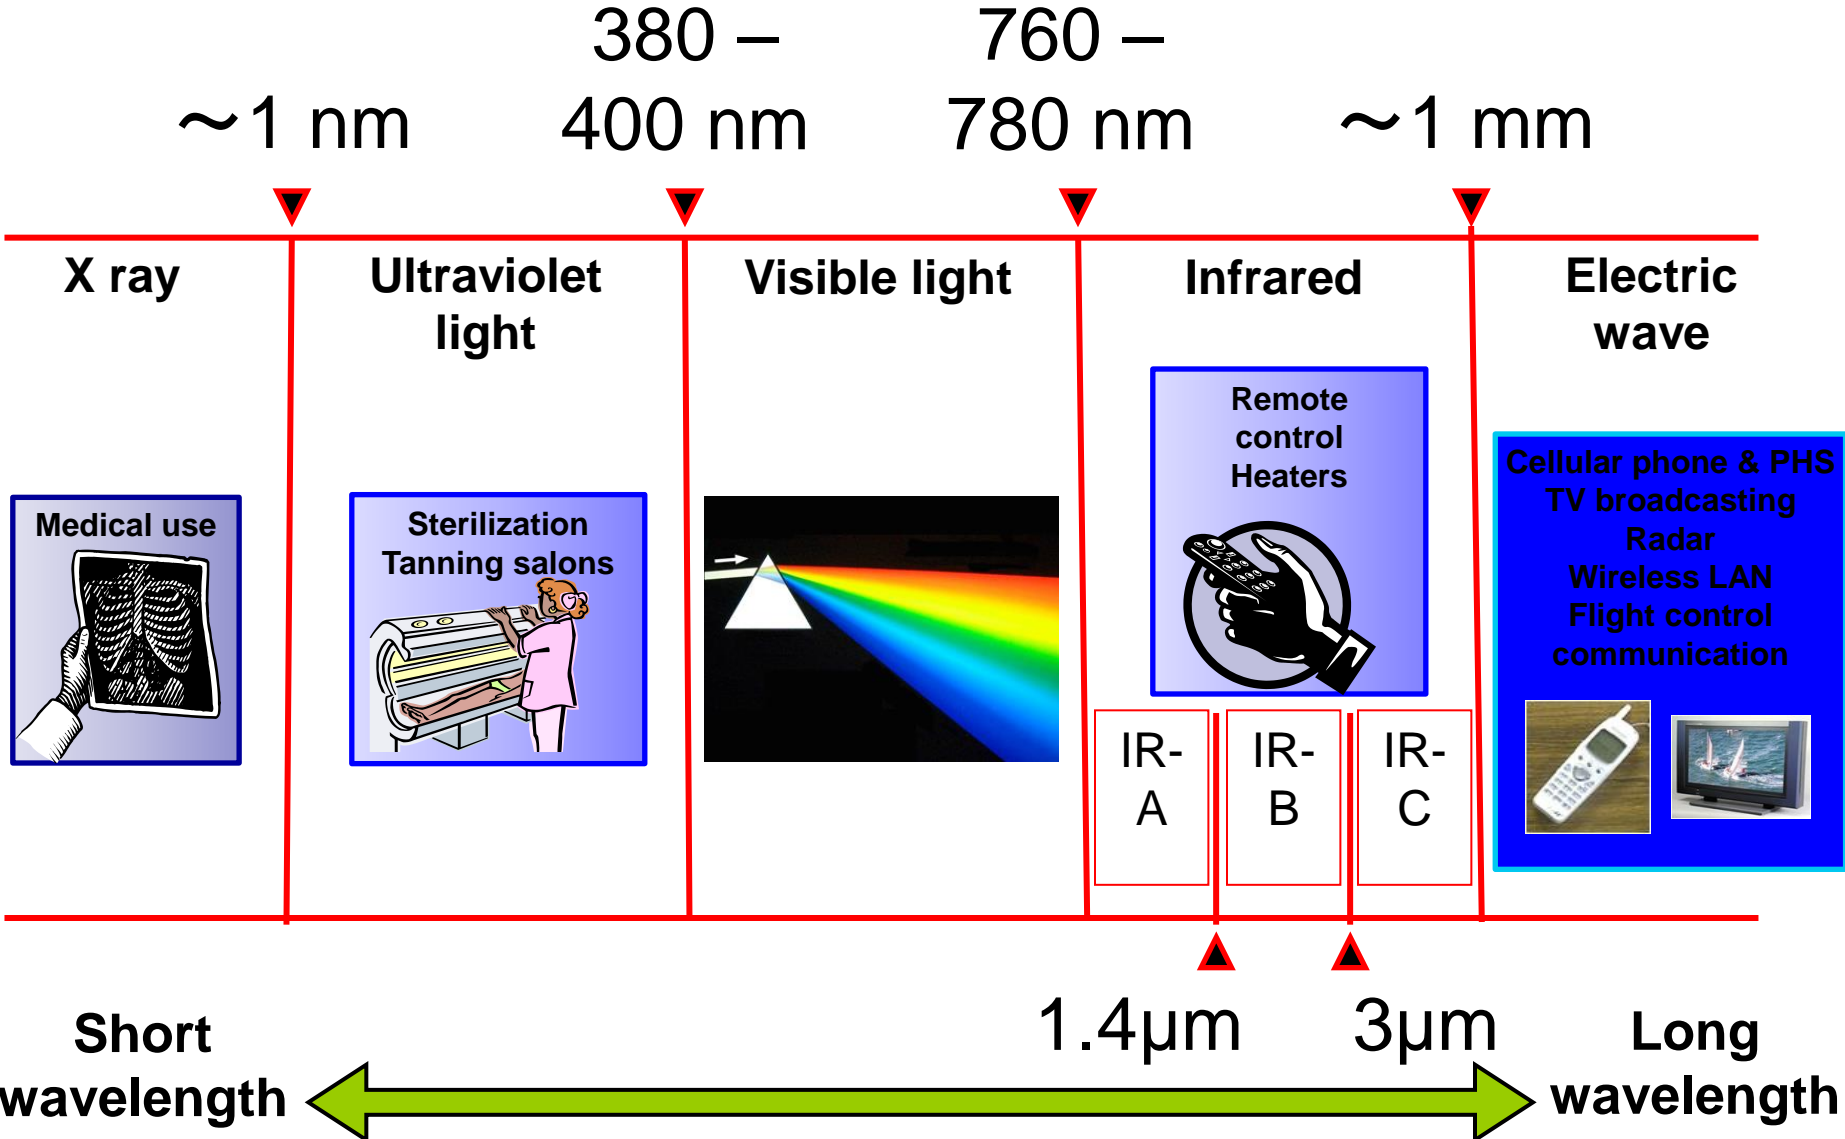 380 –
760 –
～1 nm
400 nm
780 nm
～1 mm
X ray
Ultraviolet
light
Visible light
Infrared
Electric
wave
Medical use
Sterilization
Tanning salons
Remote
control
Heaters
Cellular phone & PHS
TV broadcasting
Radar
Wireless LAN
Flight control
communication
IR-
A
IR-
B
IR-
C
1.4μm
3μm
Short
wavelength
Long
wavelength